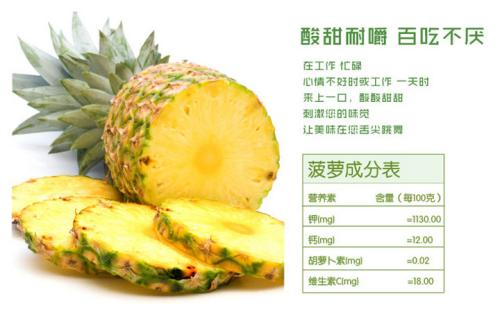 酸甜耐嚼 百吃不厌
在工作 忙碌
心情不好时或工作 一天时
来上一口，酸酸甜甜
刺激您的味觉
让美味在您舌尖跳舞
菠萝成分表
营养素 含量（每100克）
钾(mg) =1130.00
钙(mg) =12.00
胡萝卜素(mg) =0.02
维生素C(mg) =18.00